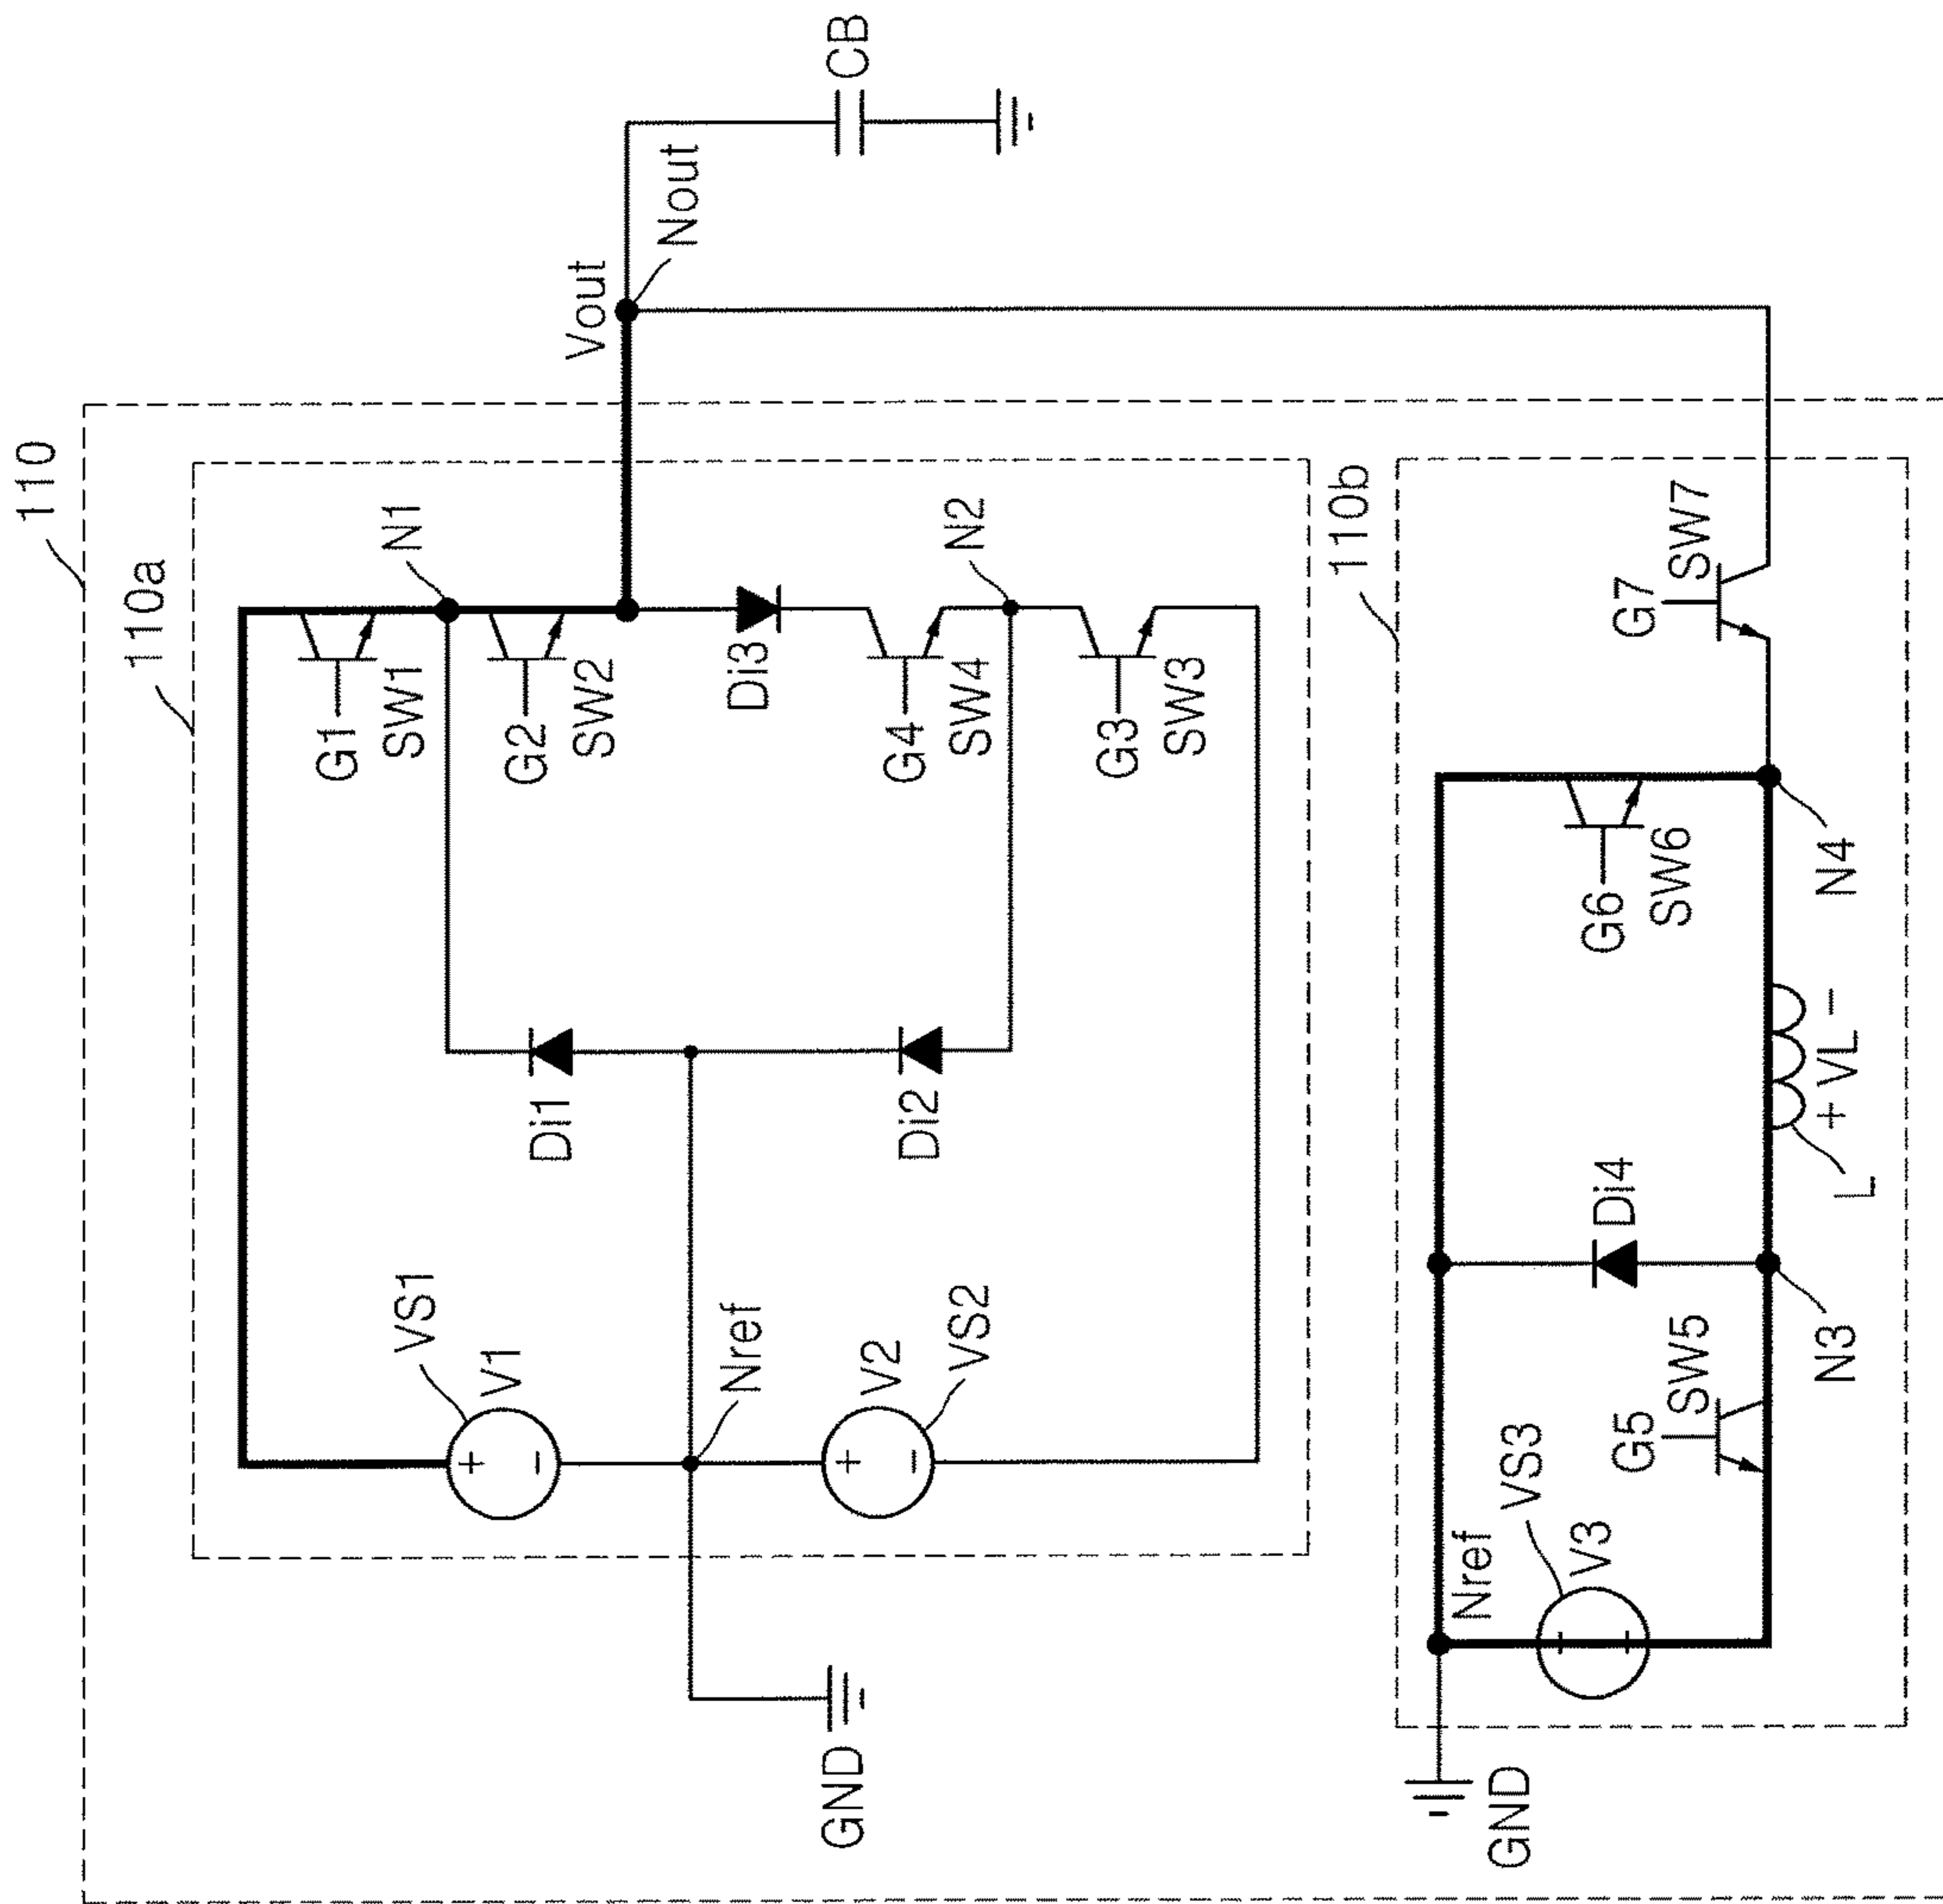 110
110a
VS1
V1
+
−
Nref
V2
VS2
+
−
GND
Di1
Di2
G1
SW1
N1
G2
SW2
Di3
G4
SW4
N2
G3
SW3
Vout
Nout
CB
110b
Nref
VS3
V3
+
−
GND
G5
SW5
Di4
N3
L
+ VL −
G6
SW6
N4
G7
SW7